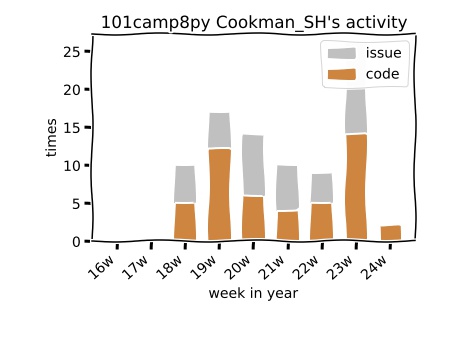 101camp8py Cookman_SH's activity
issue
code
25
20
15
10
5
0
times
16w
17w
18w
19w
20w
21w
22w
23w
24w
week in year